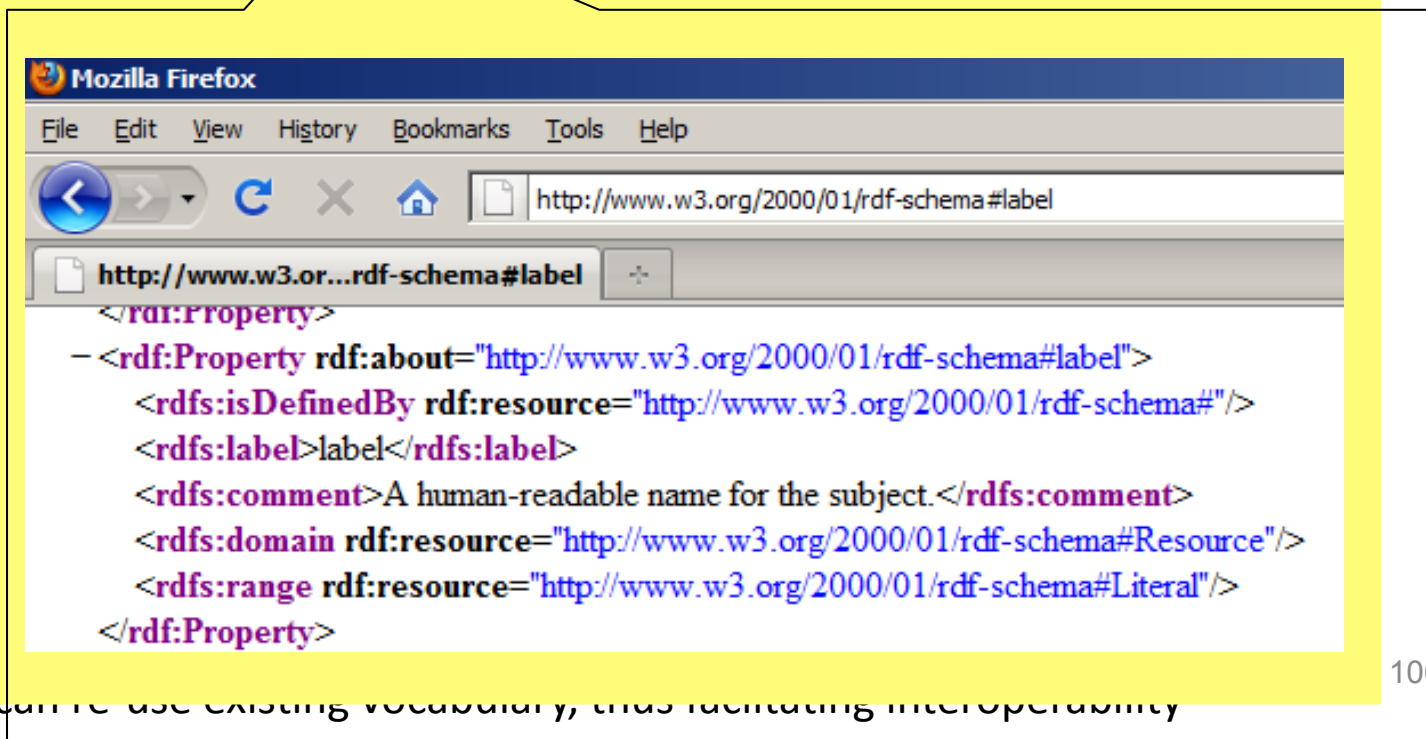 Mozilla Firefox
File Edit View History Bookmarks Tools Help
http://www.w3.org/2000/01/rdf-schema#label
http://www.w3.or...rdf-schema#label
</rdf:Property>
– <rdf:Property rdf:about="http://www.w3.org/2000/01/rdf-schema#label">
<rdfs:isDefinedBy rdf:resource="http://www.w3.org/2000/01/rdf-schema#"/>
<rdfs:label>label</rdfs:label>
<rdfs:comment>A human-readable name for the subject.</rdfs:comment>
<rdfs:domain rdf:resource="http://www.w3.org/2000/01/rdf-schema#Resource"/>
<rdfs:range rdf:resource="http://www.w3.org/2000/01/rdf-schema#Literal"/>
</rdf:Property>
can re-use existing vocabulary, thus facilitating interoperability